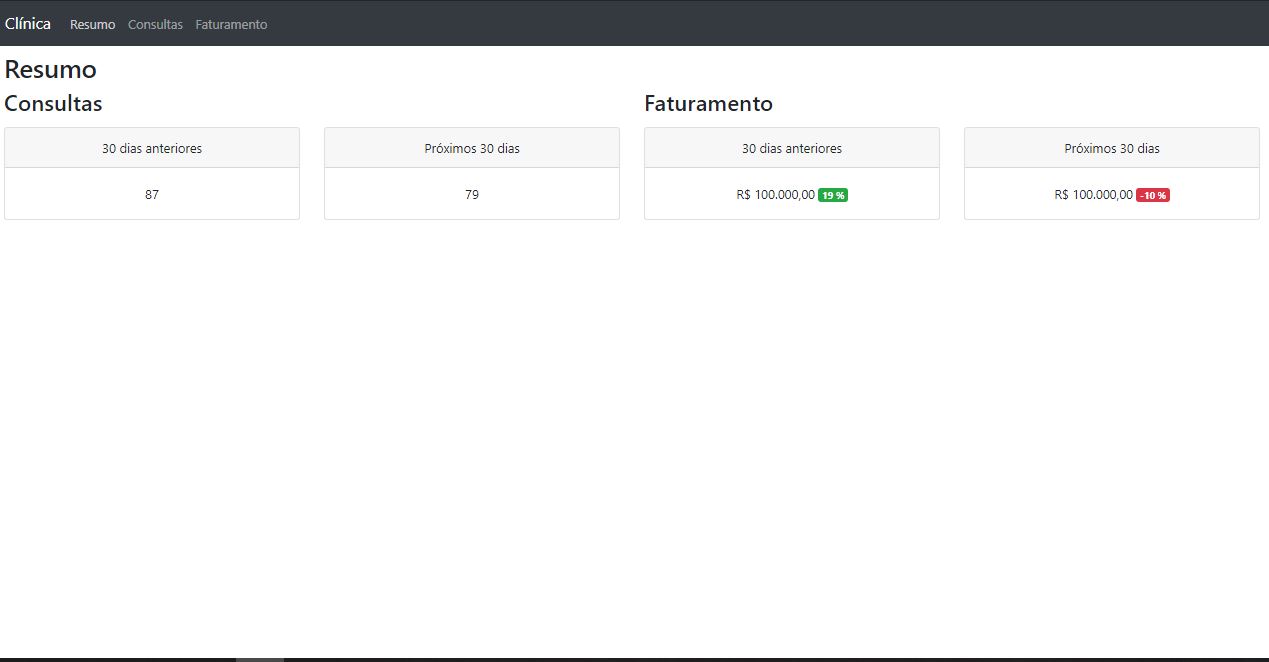 Clínica Resumo Consultas Faturamento
Resumo
Consultas
Faturamento
30 dias anteriores
87
Próximos 30 dias
79
30 dias anteriores
R$ 100.000,00 19 %
Próximos 30 dias
R$ 100.000,00 -10 %